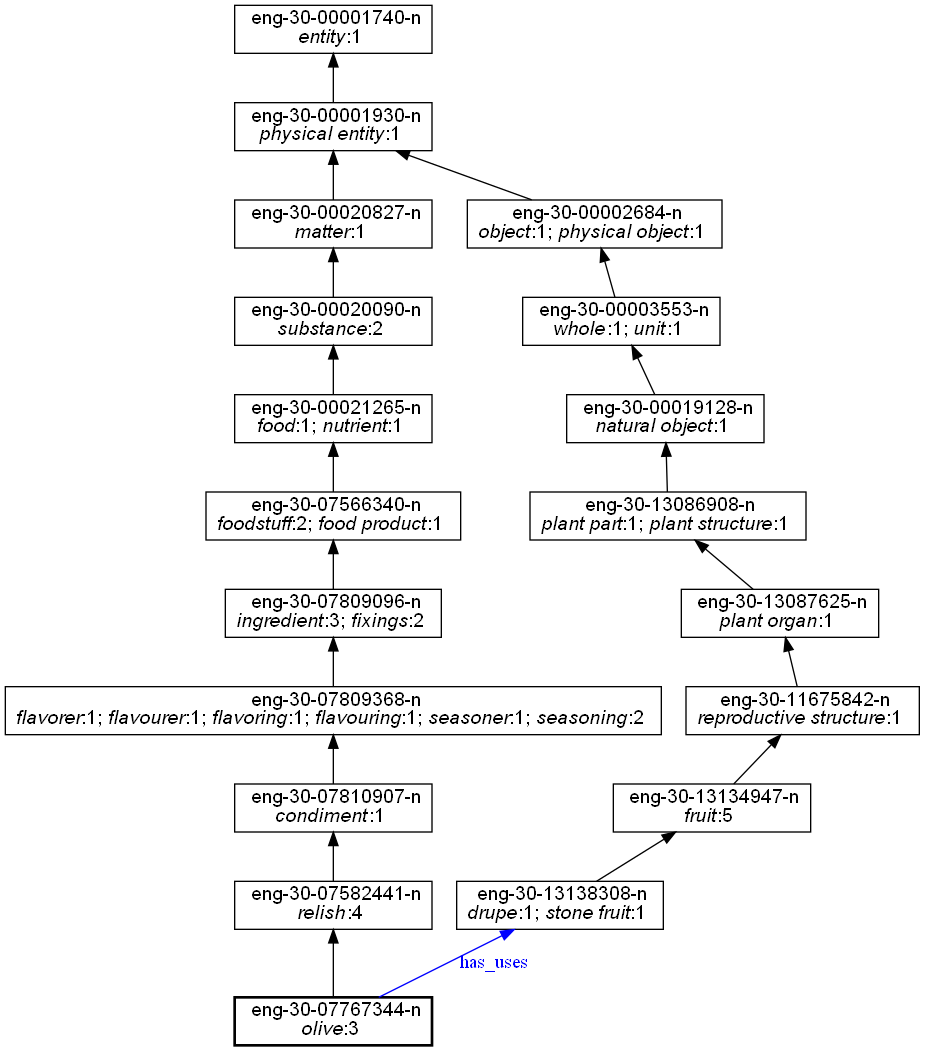 eng-30-00001740-n
entity:1
eng-30-00001930-n
physical entity:1
eng-30-00020827-n
matter:1
eng-30-00002684-n
object:1; physical object:1
eng-30-00020090-n
substance:2
eng-30-00003553-n
whole:1; unit:1
eng-30-00021265-n
food:1; nutrient:1
eng-30-00019128-n
natural object:1
eng-30-07566340-n
foodstuff:2; food product:1
eng-30-13086908-n
plant part:1; plant structure:1
eng-30-07809096-n
ingredient:3; fixings:2
eng-30-13087625-n
plant organ:1
eng-30-07809368-n
flavorer:1; flavourer:1; flavoring:1; flavouring:1; seasoner:1; seasoning:2
eng-30-11675842-n
reproductive structure:1
eng-30-07810907-n
condiment:1
eng-30-13134947-n
fruit:5
eng-30-07582441-n
relish:4
eng-30-13138308-n
drupe:1; stone fruit:1
has_uses
eng-30-07767344-n
olive:3